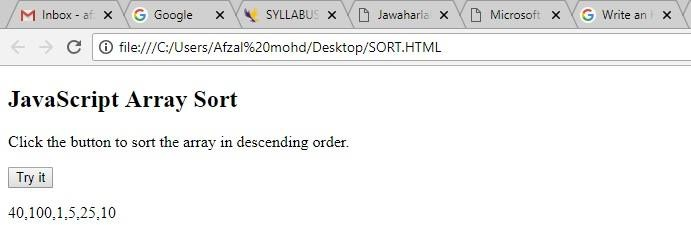 Inbox - af
Google
SYLLABUS
Jawaharla
Microsoft
Write an
file:///C:/Users/Afzal%20mohd/Desktop/SORT.HTML
JavaScript Array Sort
Click the button to sort the array in descending order.
Try it
40,100,1,5,25,10